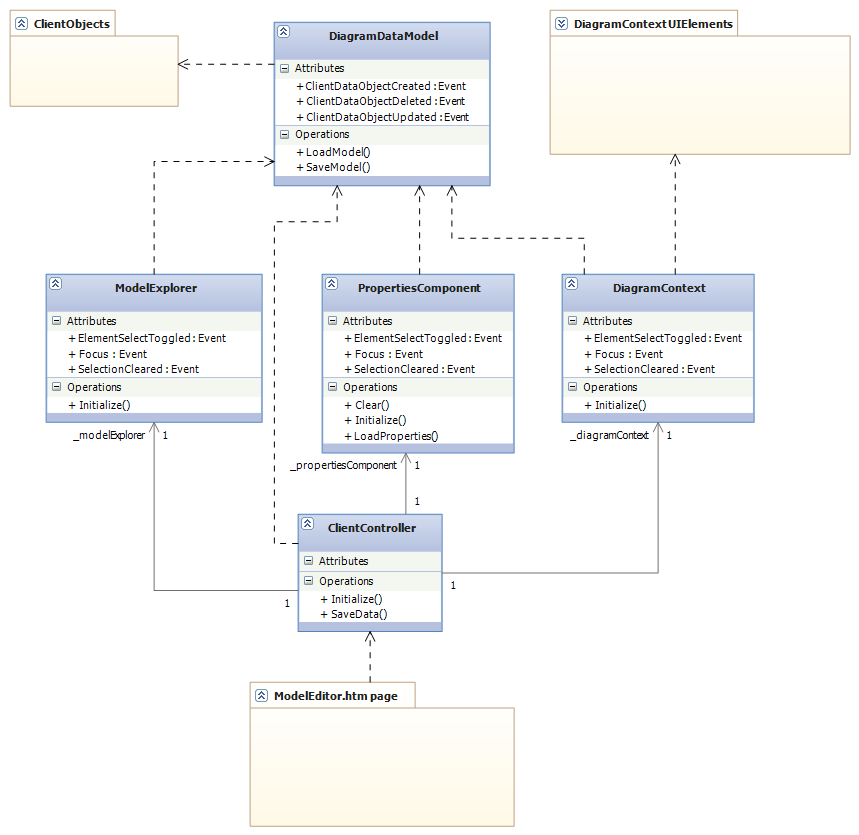 ClientObjects
DiagramDataModel
Attributes
+ ClientDataObjectCreated : Event
+ ClientDataObjectDeleted : Event
+ ClientDataObjectUpdated : Event
Operations
+ LoadModel()
+ SaveModel()
DiagramContextUIElements
ModelExplorer
Attributes
+ ElementSelectToggled : Event
+ Focus : Event
+ SelectionCleared : Event
Operations
+ Initialize()
PropertiesComponent
Attributes
+ ElementSelectToggled : Event
+ Focus : Event
+ SelectionCleared : Event
Operations
+ Clear()
+ Initialize()
+ LoadProperties()
DiagramContext
Attributes
+ ElementSelectToggled : Event
+ Focus : Event
+ SelectionCleared : Event
Operations
+ Initialize()
_modelExplorer 1
_propertiesComponent 1
_diagramContext 1
1
ClientController
Attributes
Operations
+ Initialize()
+ SaveData()
1
1
ModelEditor.htm page